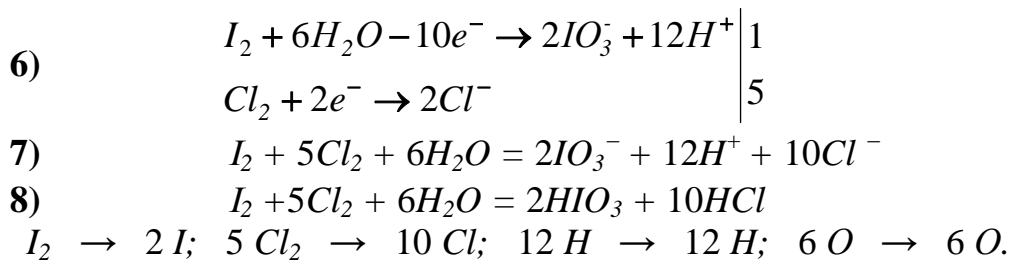 6) I₂ + 6H₂O – 10e⁻ → 2IO₃⁻ + 12H⁺ | 1
Cl₂ + 2e⁻ → 2Cl⁻ | 5
7) I₂ + 5Cl₂ + 6H₂O = 2IO₃⁻ + 12H⁺ + 10Cl⁻
8) I₂ +5Cl₂ + 6H₂O = 2HIO₃ + 10HCl
I₂ → 2 I; 5 Cl₂ → 10 Cl; 12 H → 12 H; 6 O → 6 O.